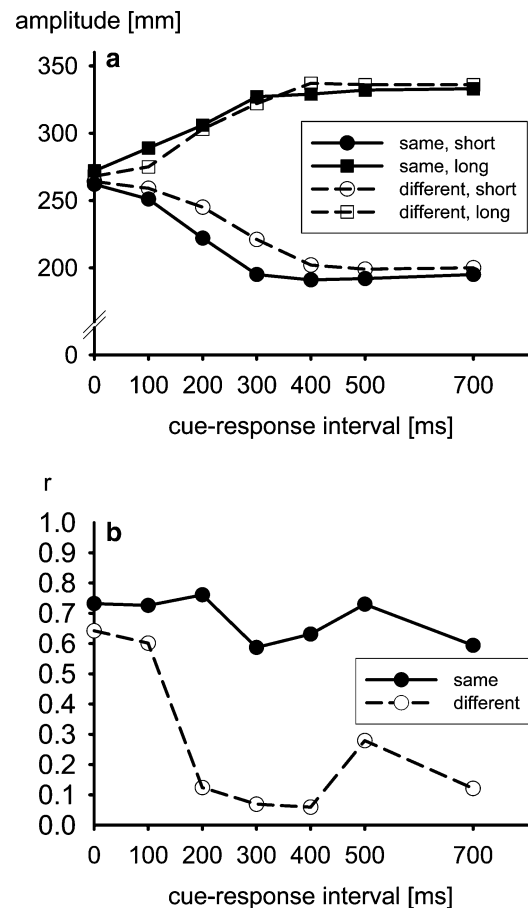 amplitude [mm]
a
350
300
250
200
0
same, short
same, long
different, short
different, long
0 100 200 300 400 500 700
cue-response interval [ms]
r
b
1.0
0.9
0.8
0.7
0.6
0.5
0.4
0.3
0.2
0.1
0.0
same
different
0 100 200 300 400 500 700
cue-response interval [ms]